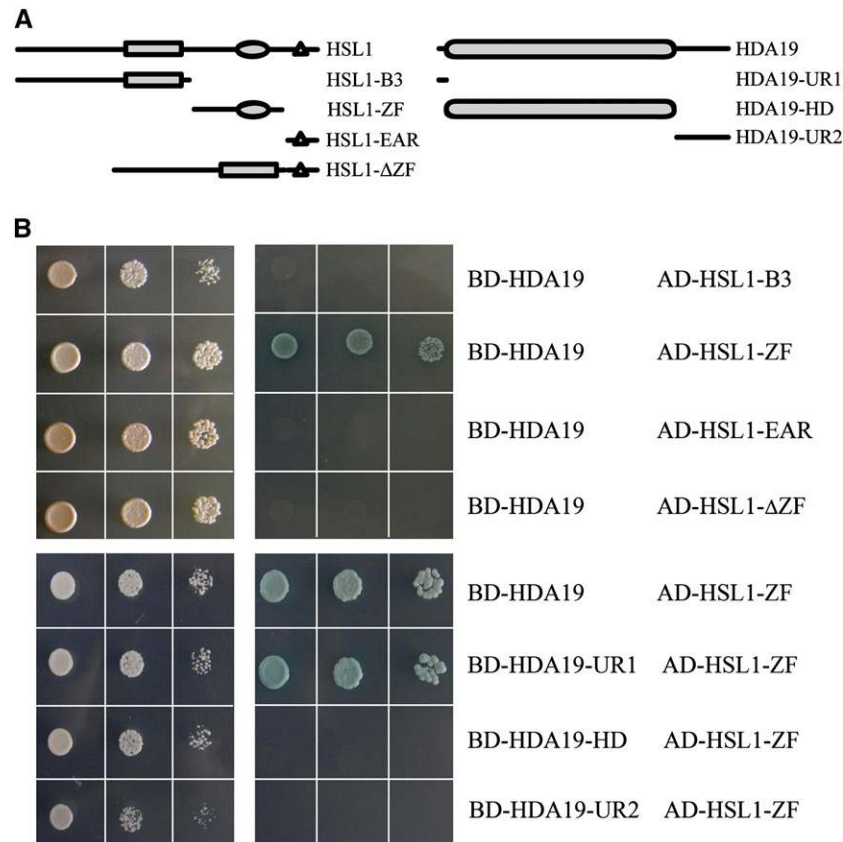 A
HSL1 HDA19
HSL1-B3 HDA19-UR1
HSL1-ZF HDA19-HD
HSL1-EAR HDA19-UR2
HSL1-ΔZF
B
BD-HDA19 AD-HSL1-B3
BD-HDA19 AD-HSL1-ZF
BD-HDA19 AD-HSL1-EAR
BD-HDA19 AD-HSL1-ΔZF
BD-HDA19 AD-HSL1-ZF
BD-HDA19-UR1 AD-HSL1-ZF
BD-HDA19-HD AD-HSL1-ZF
BD-HDA19-UR2 AD-HSL1-ZF